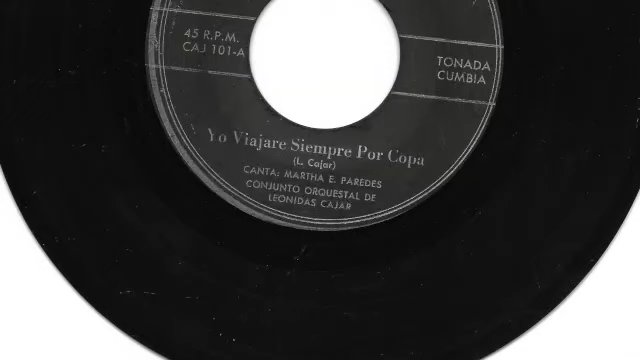 45 R.P.M.
CAJ 101-A
TONADA
CUMBIA
Yo Viajare Siempre Por Copa
(L. Cajar)
CANTA: MARTHA E. PAREDES
CONJUNTO ORQUESTAL DE
LEONIDAS CAJAR